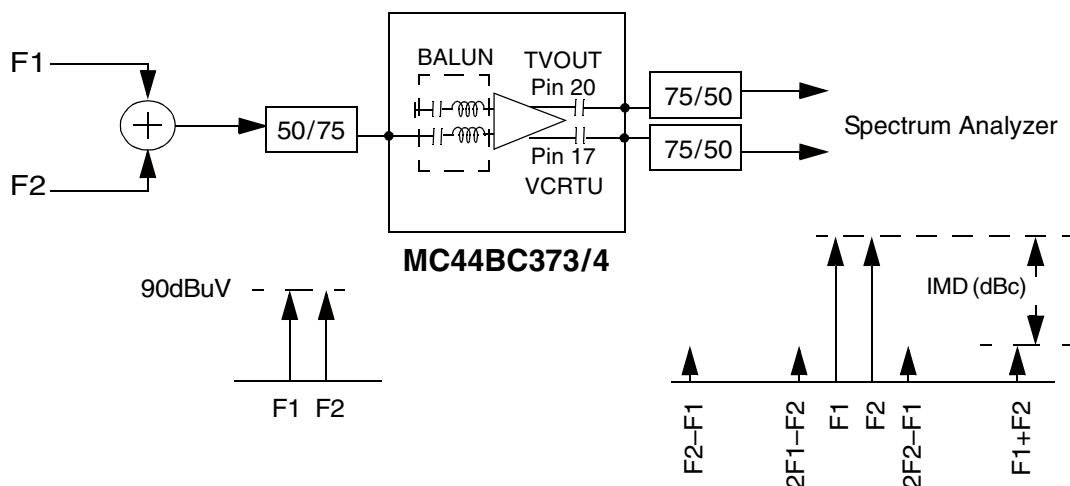 BALUN
TVOUT
Pin 20
F1
+
F2
50/75
75/50
75/50
Spectrum Analyzer
Pin 17
VCRTU
MC44BC373/4
90dBuV
F1 F2
IMD (dBc)
F2–F1
2F1–F2
F1
F2
2F2–F1
F1+F2